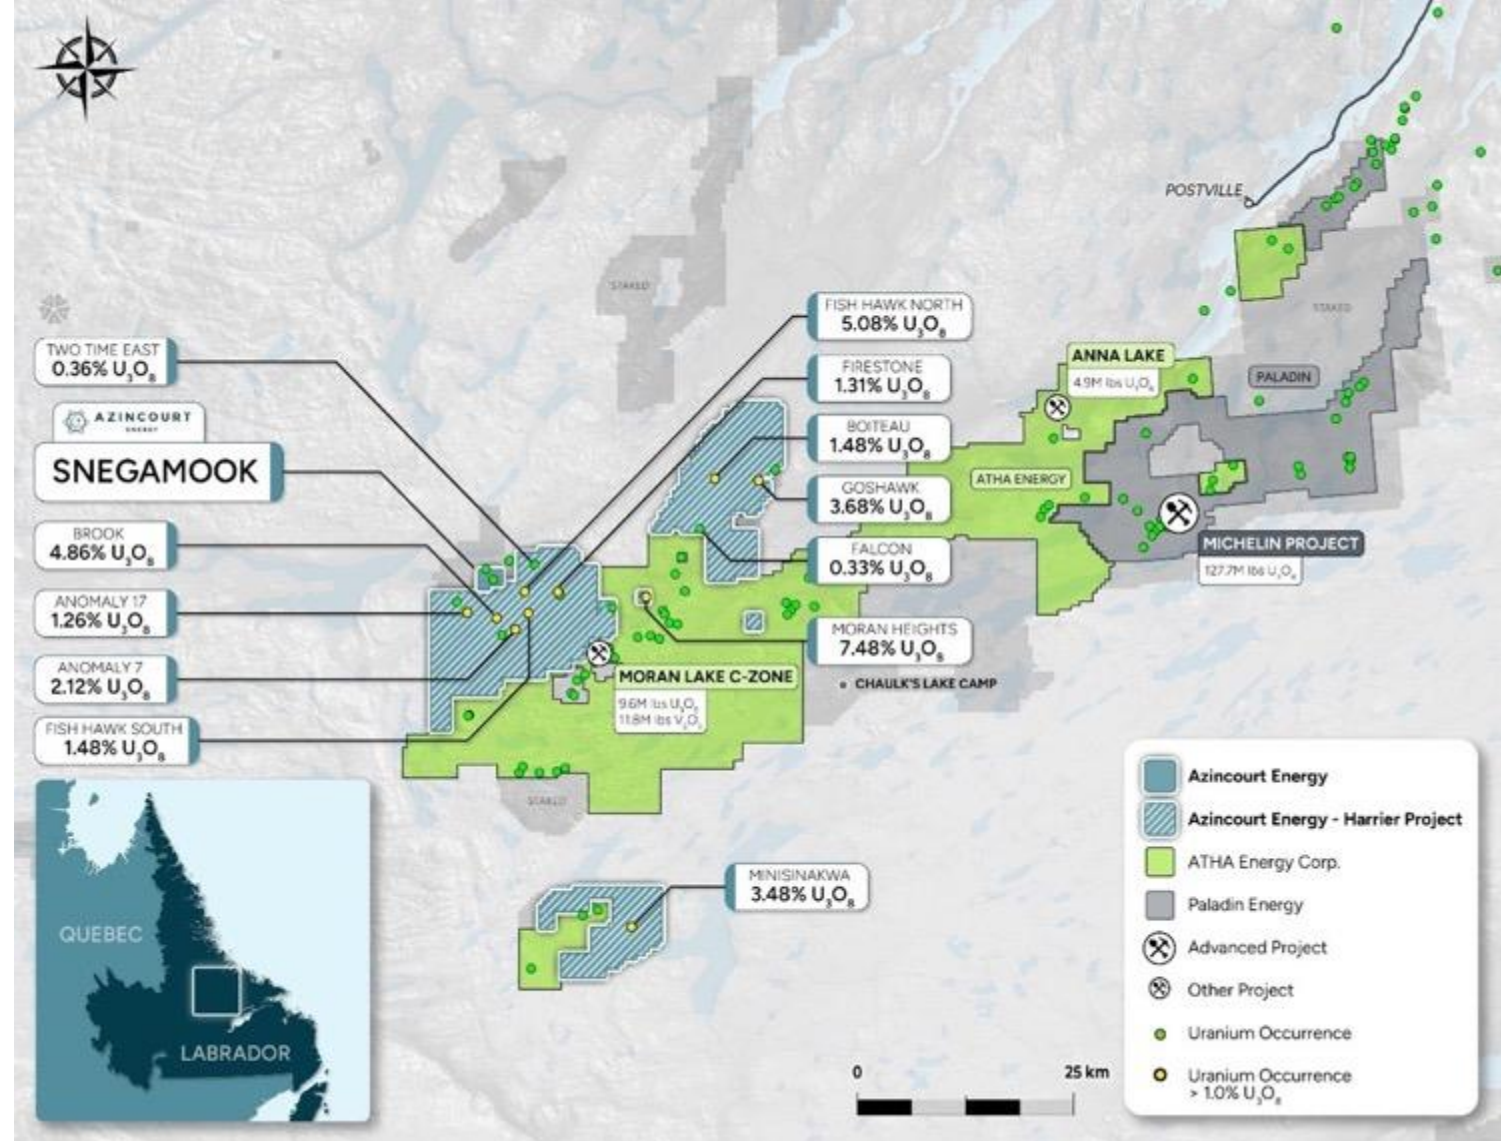 POSTVILLE
STAKED
FISH HAWK NORTH
5.08% U₃O₈
STAKED
TWO TIME EAST
0.36% U₃O₈
ANNA LAKE
4.9M lbs U₃O₈
FIRESTONE
1.31% U₃O₈
PALADIN
AZINCOURT
ENERGY
SNEGAMOOK
BOITEAU
1.48% U₃O₈
ATHA ENERGY
GOSHAWK
3.68% U₃O₈
BROOK
4.86% U₃O₈
MICHELIN PROJECT
127.7M lbs U₃O₈
FALCON
0.33% U₃O₈
ANOMALY 17
1.26% U₃O₈
MORAN HEIGHTS
7.48% U₃O₈
ANOMALY 7
2.12% U₃O₈
MORAN LAKE C-ZONE
9.6M lbs U₃O₈
11.8M lbs V₂O₅
CHAULK'S LAKE CAMP
FISH HAWK SOUTH
1.48% U₃O₈
STAKED
MINISINAKWA
3.48% U₃O₈
QUEBEC
LABRADOR
0 25 km
Azincourt Energy
Azincourt Energy - Harrier Project
ATHA Energy Corp.
Paladin Energy
Advanced Project
Other Project
Uranium Occurrence
Uranium Occurrence
> 1.0% U₃O₈